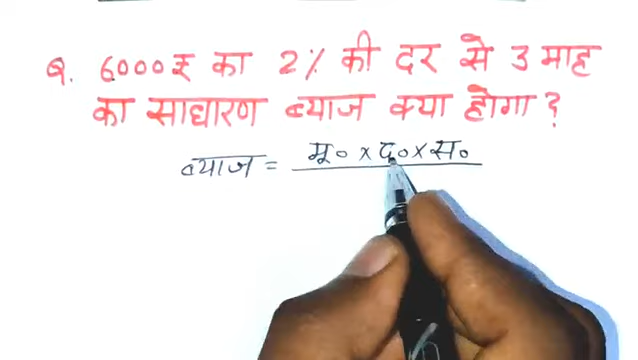 Q. 6000₹ का 2% की दर से 3 माह
का साधारण ब्याज क्या होगा?
ब्याज = मू० × द० × स०